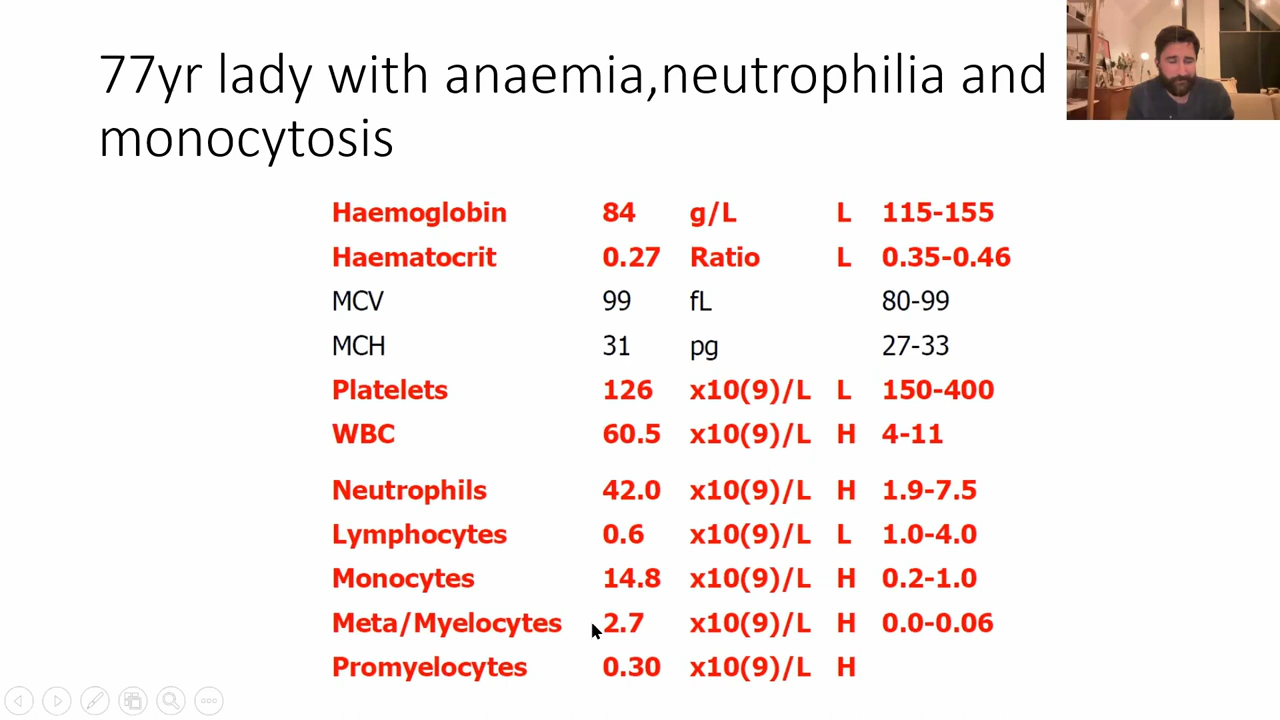 77yr lady with anaemia,neutrophilia and
monocytosis
Haemoglobin 84 g/L L 115-155
Haematocrit 0.27 Ratio L 0.35-0.46
MCV 99 fL 80-99
MCH 31 pg 27-33
Platelets 126 x10(9)/L L 150-400
WBC 60.5 x10(9)/L H 4-11
Neutrophils 42.0 x10(9)/L H 1.9-7.5
Lymphocytes 0.6 x10(9)/L L 1.0-4.0
Monocytes 14.8 x10(9)/L H 0.2-1.0
Meta/Myelocytes 2.7 x10(9)/L H 0.0-0.06
Promyelocytes 0.30 x10(9)/L H